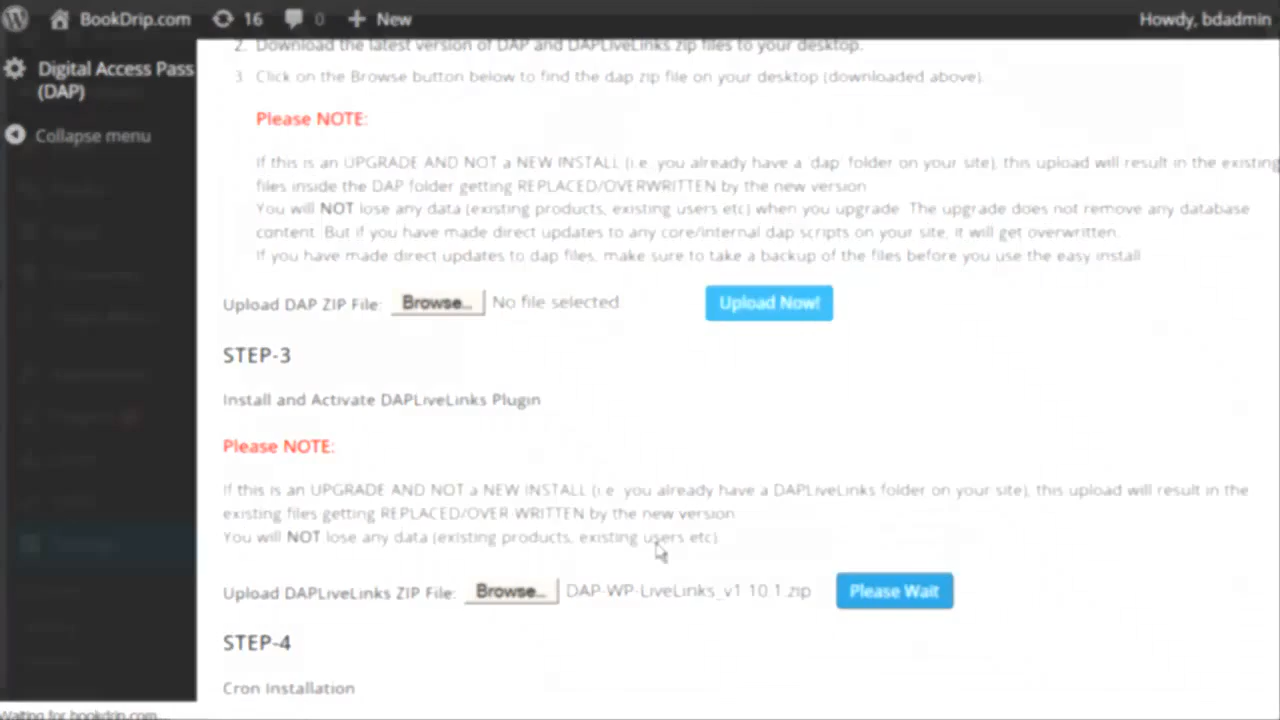 BookDrip.com 16 0 New Howdy, bdadmin
Digital Access Pass
(DAP)
Collapse menu
2. Download the latest version of DAP and DAPLiveLinks zip files to your desktop.
3 Click on the Browse button below to find the dap zip file on your desktop (downloaded above).
Please NOTE:
If this is an UPGRADE AND NOT a NEW INSTALL (i.e. you already have a 'dap' folder on your site), this upload will result in the existing
files inside the DAP folder getting REPLACED/OVERWRITTEN by the new version
You will NOT lose any data (existing products, existing users etc) when you upgrade. The upgrade does not remove any database
content. But if you have made direct updates to any core/internal dap scripts on your site, it will get overwritten.
If you have made direct updates to dap files, make sure to take a backup of the files before you use the easy install
Upload DAP ZIP File: Browse... No file selected. Upload Now!
STEP-3
Install and Activate DAPLiveLinks Plugin
Please NOTE:
If this is an UPGRADE AND NOT a NEW INSTALL (i.e. you already have a DAPLiveLinks folder on your site), this upload will result in the
existing files getting REPLACED/OVER-WRITTEN by the new version
You will NOT lose any data (existing products, existing users etc).
Upload DAPLiveLinks ZIP File: Browse... DAP-WP-LiveLinks_v1.10.1.zip Please Wait
STEP-4
Cron Installation
Waiting for bookdrip.com...